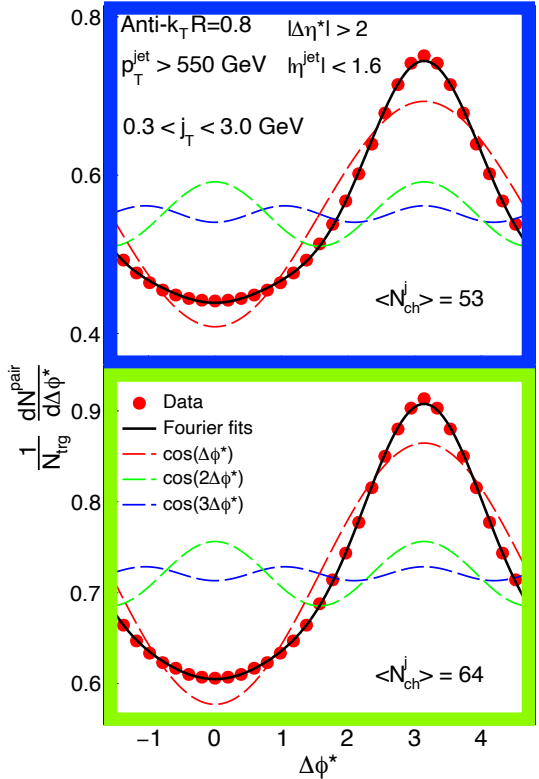 Anti-k_T R=0.8 |Δη*| > 2
p_T^jet > 550 GeV |η^jet| < 1.6
0.3 < j_T < 3.0 GeV
0.8
0.6
0.4
<N_ch^j> = 53
1/N_trg dN^pair/dΔϕ*
0.9
0.8
0.7
0.6
Data
Fourier fits
cos(Δϕ*)
cos(2Δϕ*)
cos(3Δϕ*)
<N_ch^j> = 64
−1 0 1 2 3 4
Δϕ*